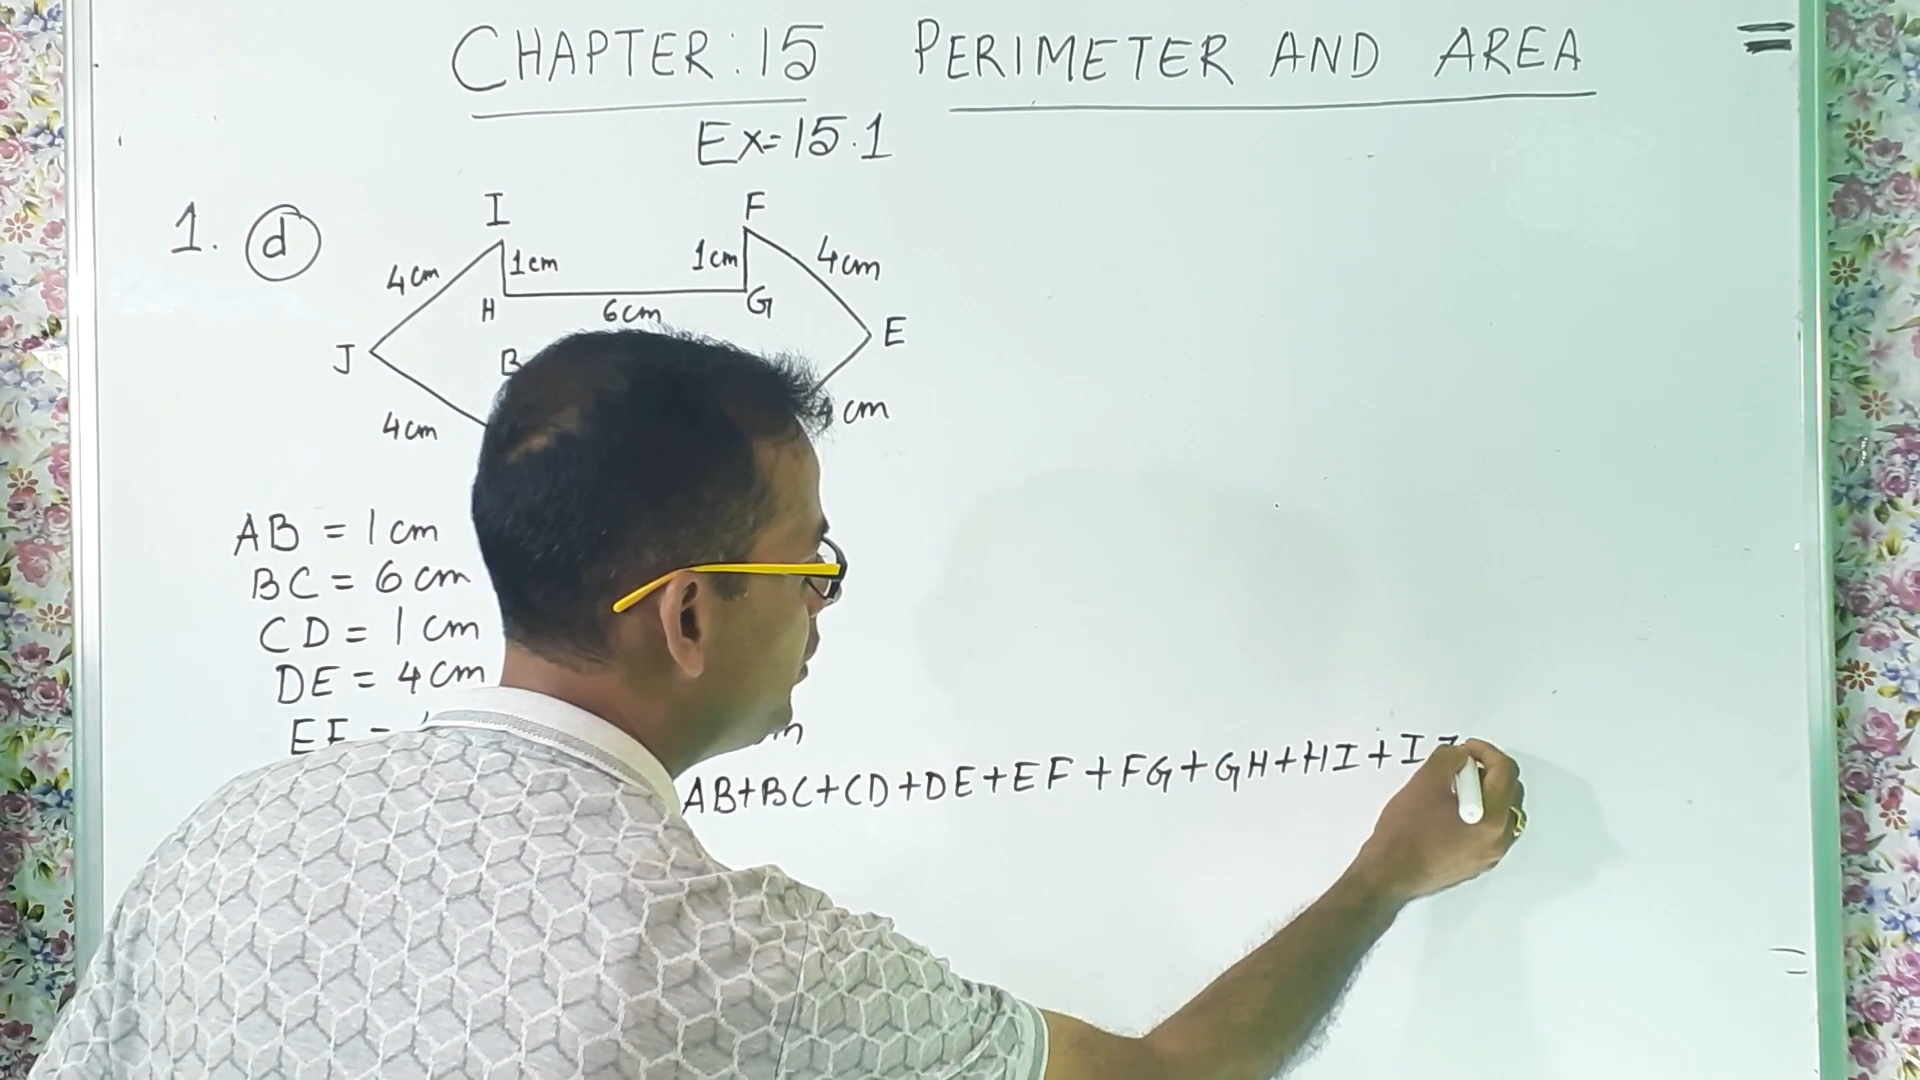 CHAPTER:15 PERIMETER AND AREA
Ex=15.1
1. d
I F
4cm 1cm 1cm 4cm
H G
6cm
J B E
4cm 4cm
AB = 1cm
BC = 6cm
CD = 1cm
DE = 4cm
EF =
AB+BC+CD+DE+EF+FG+GH+HI+I